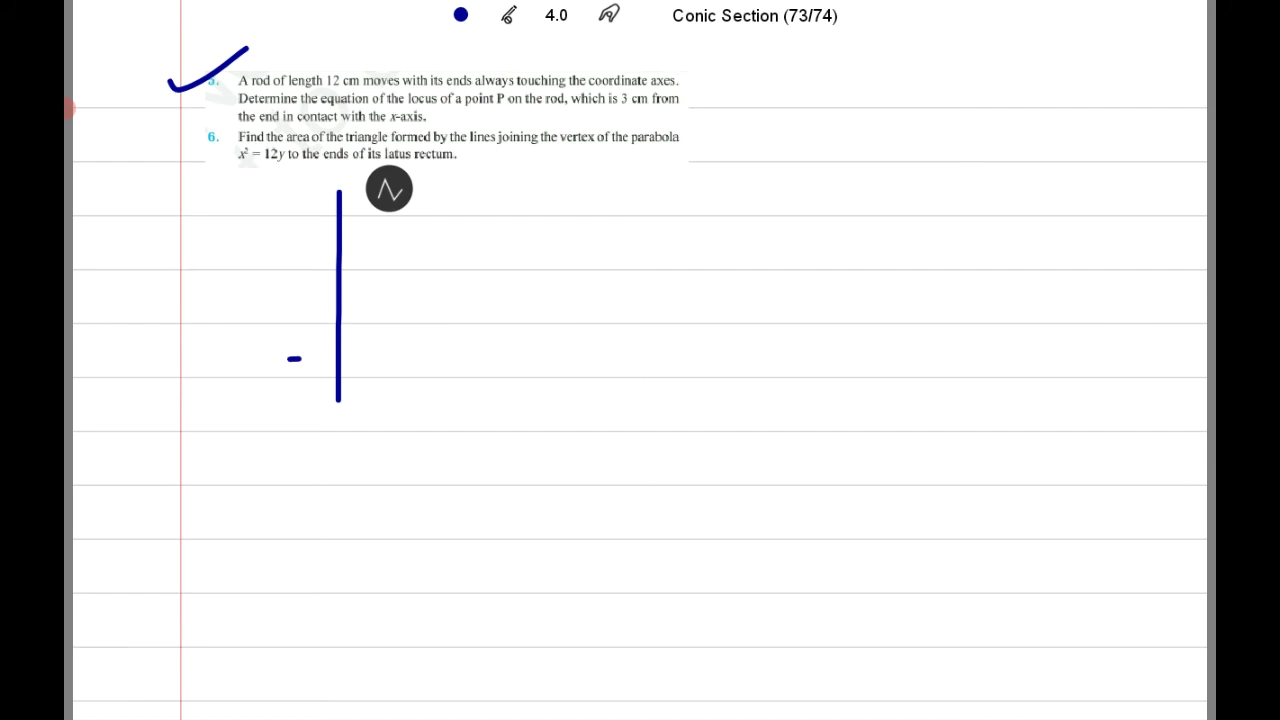 4.0 Conic Section (73/74)
5. A rod of length 12 cm moves with its ends always touching the coordinate axes.
Determine the equation of the locus of a point P on the rod, which is 3 cm from
the end in contact with the x-axis.
6. Find the area of the triangle formed by the lines joining the vertex of the parabola
x² = 12y to the ends of its latus rectum.